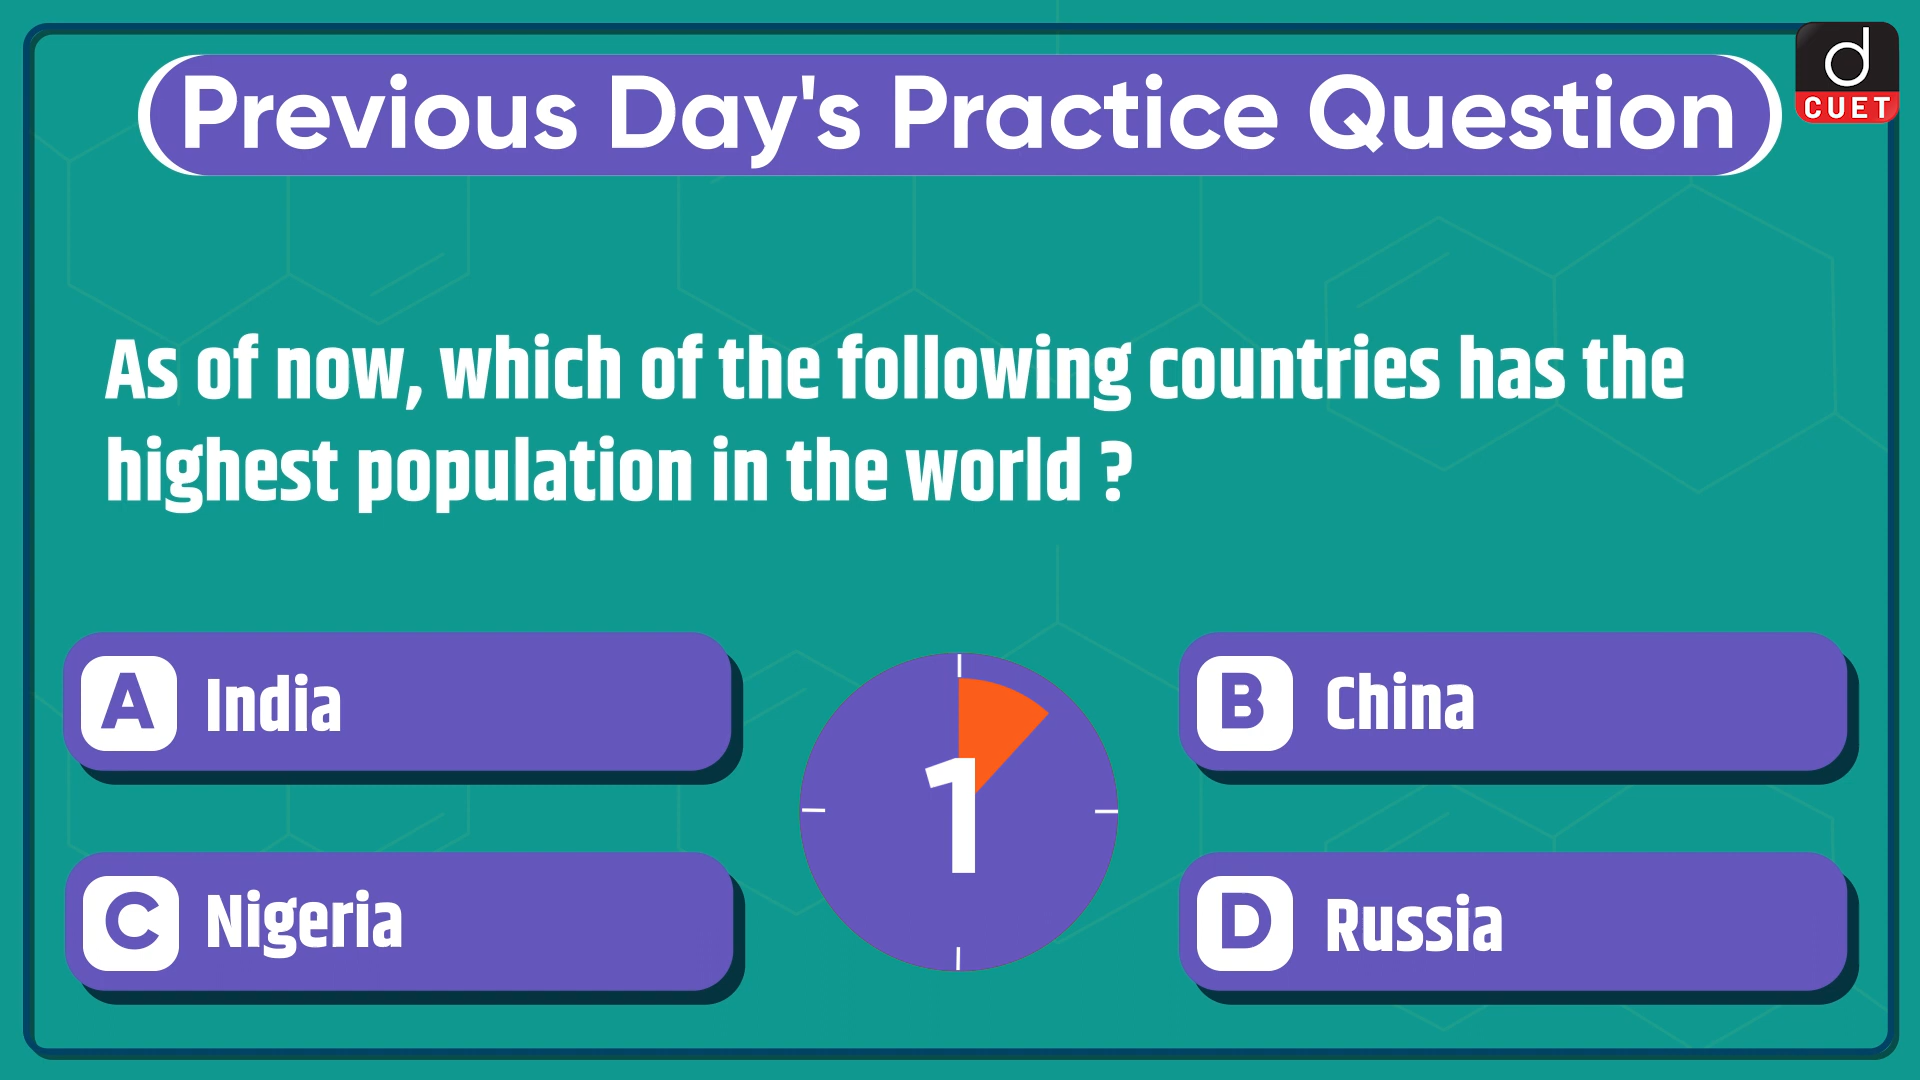 Previous Day's Practice Question
d
CUET
As of now, which of the following countries has the
highest population in the world ?
A India
B China
1
C Nigeria
D Russia